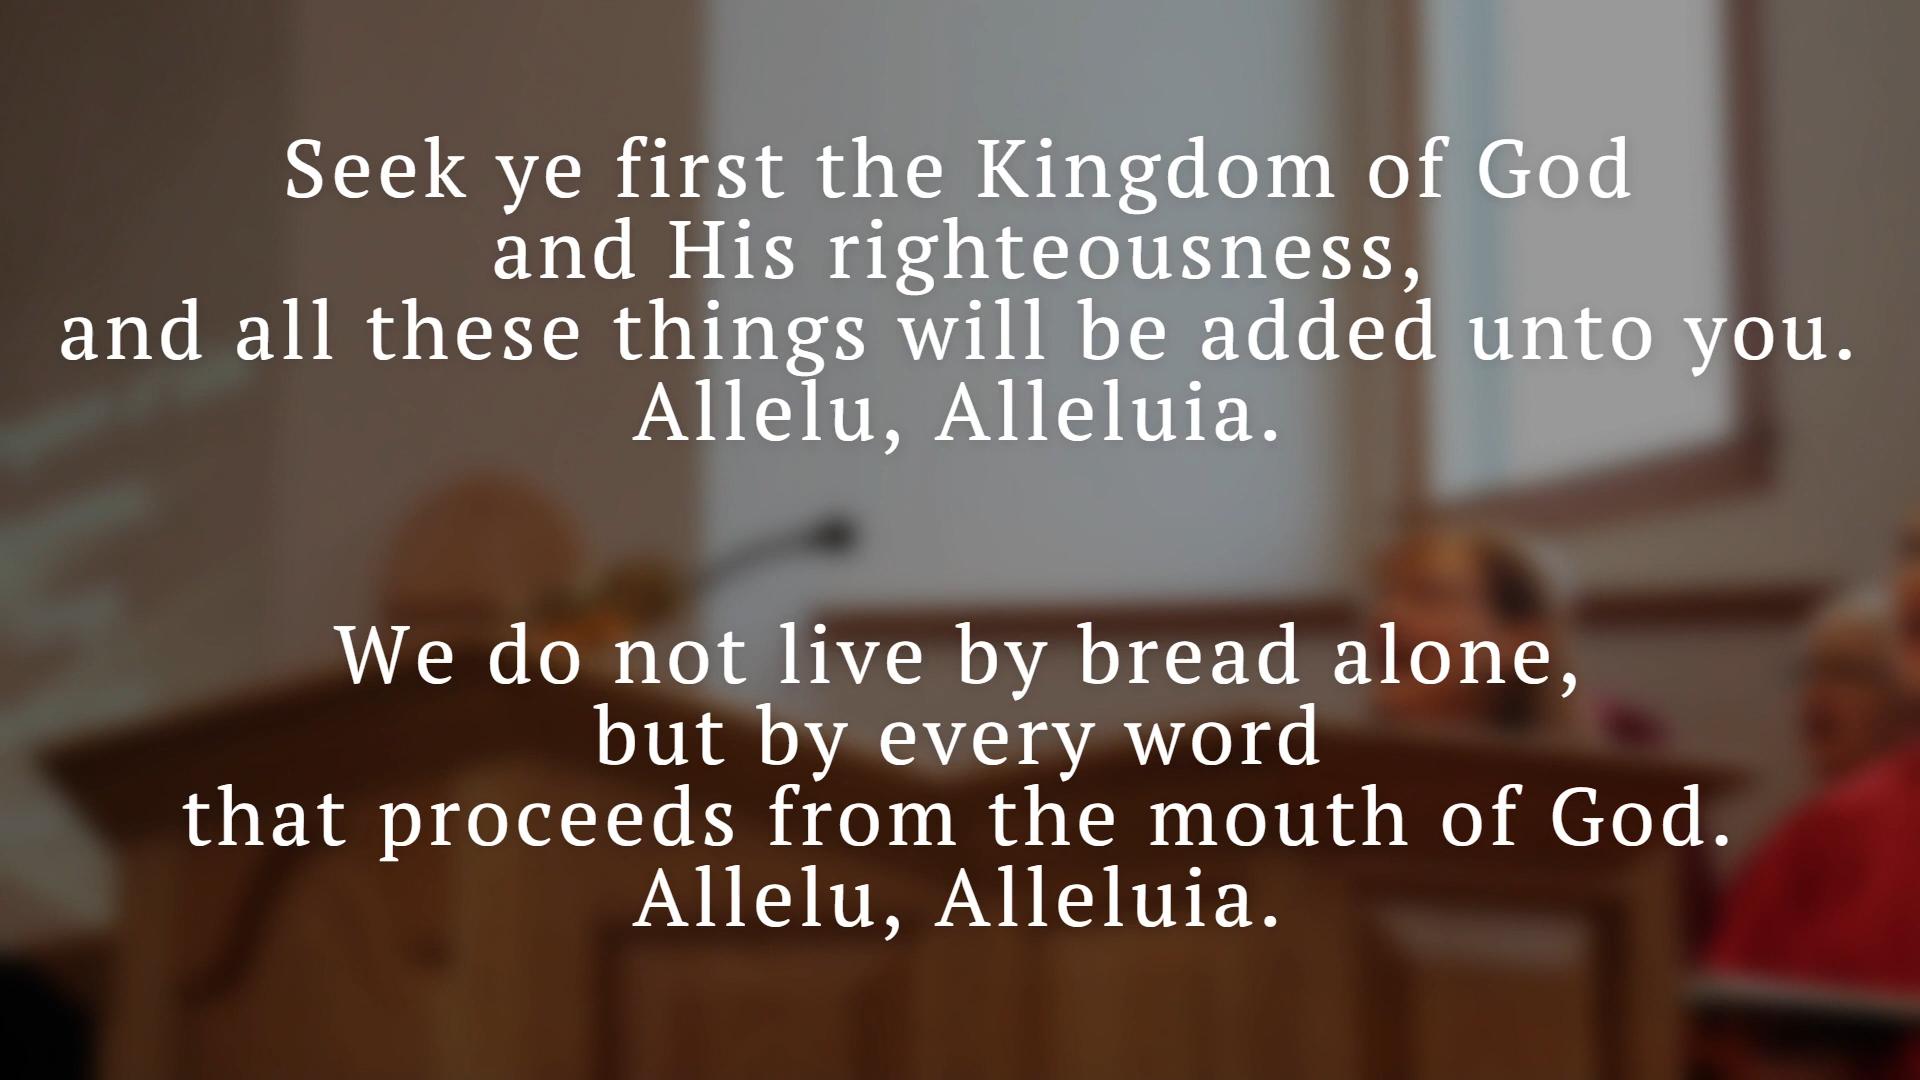 Seek ye first the Kingdom of God
and His righteousness,
and all these things will be added unto you.
Allelu, Alleluia.
We do not live by bread alone,
but by every word
that proceeds from the mouth of God.
Allelu, Alleluia.